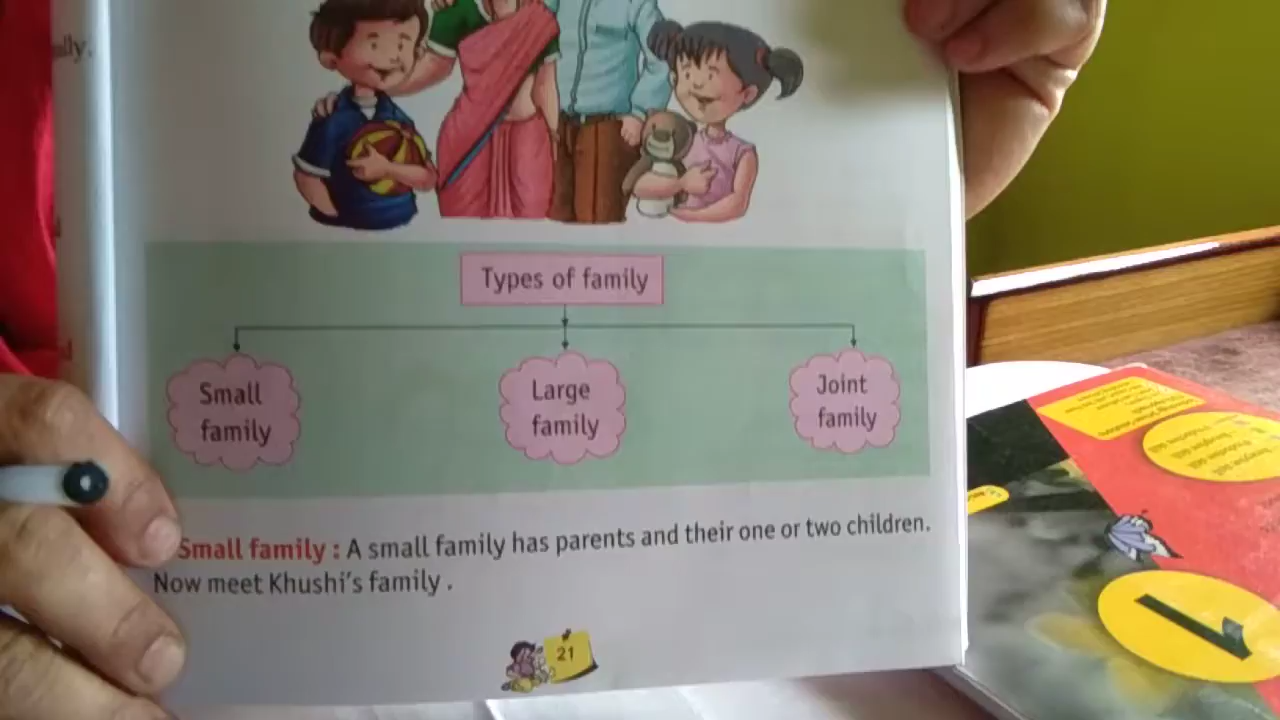 Types of family
Small
family
Large
family
Joint
family
Small family : A small family has parents and their one or two children.
Now meet Khushi's family .
21
1